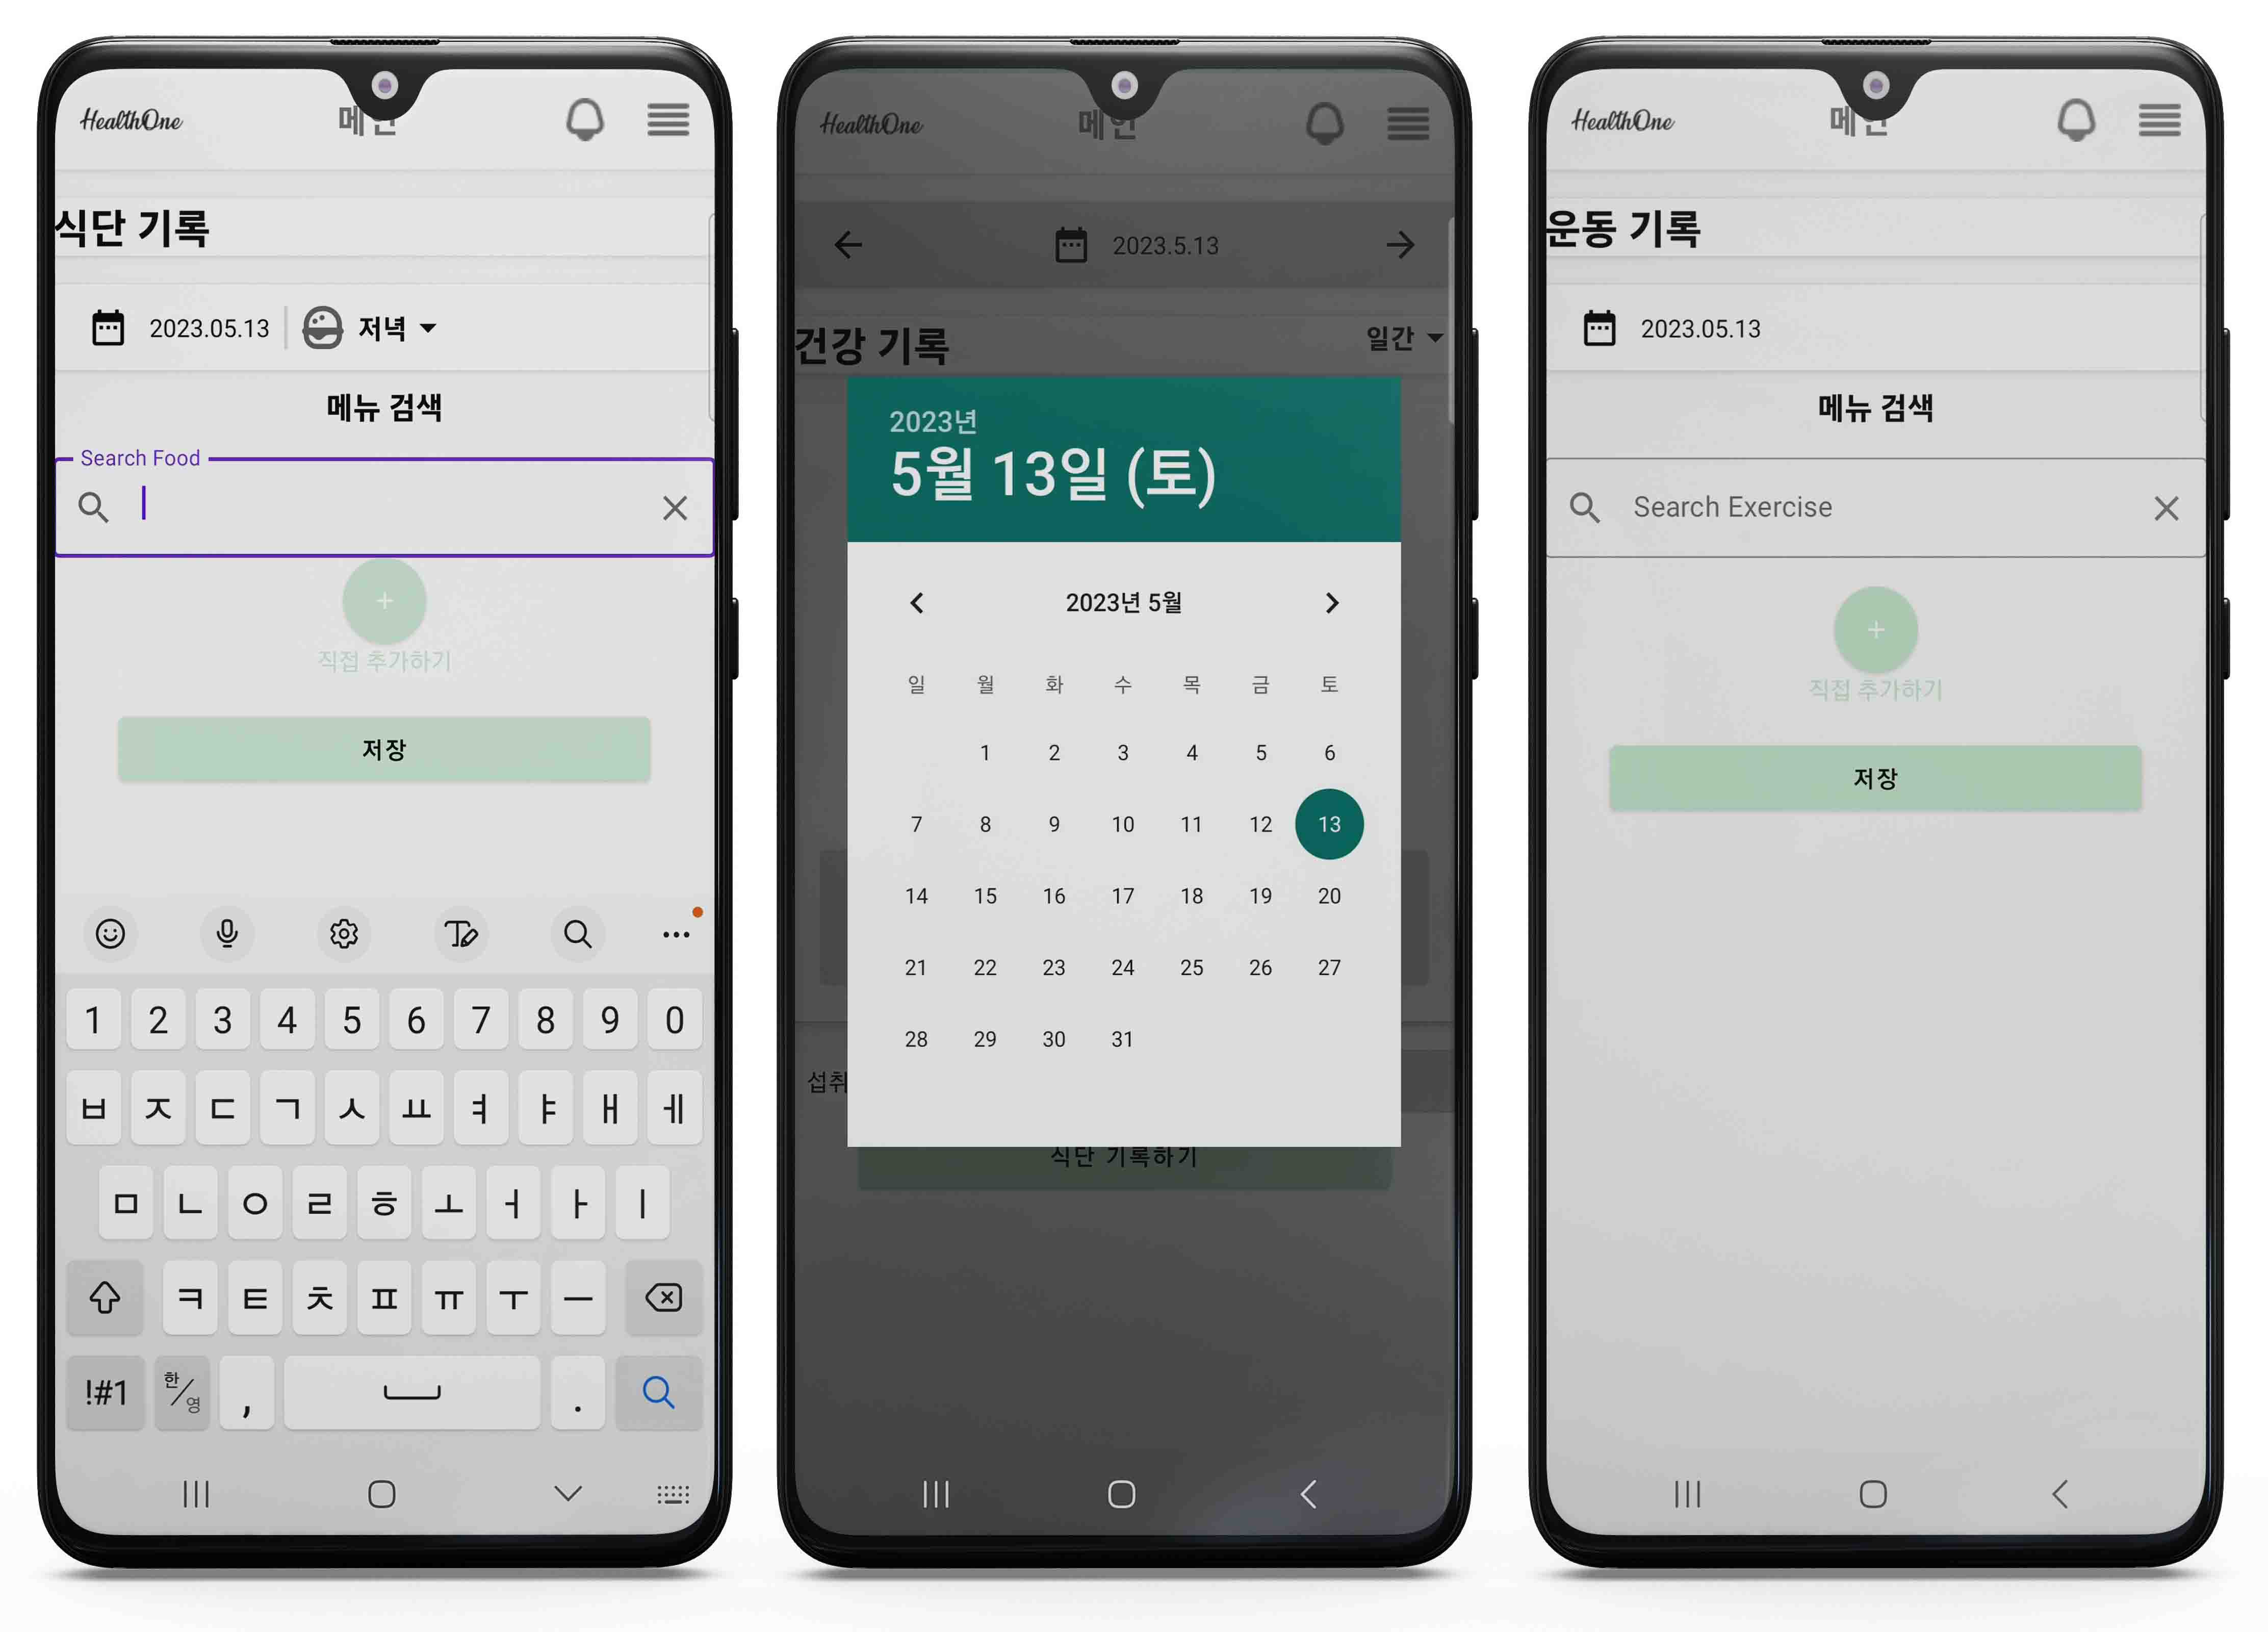 HealthOne
메인
식단 기록
2023.05.13
저녁
메뉴 검색
Search Food
+
직접 추가하기
저장
1 2 3 4 5 6 7 8 9 0
ㅂ ㅈ ㄷ ㄱ ㅅ ㅛ ㅕ ㅑ ㅐ ㅔ
ㅁ ㄴ ㅇ ㄹ ㅎ ㅗ ㅓ ㅏ ㅣ
ㅋ ㅌ ㅊ ㅍ ㅠ ㅜ ㅡ
!#1 한/영 , .
HealthOne
메인
2023.5.13
건강 기록
일간
2023년
5월 13일 (토)
2023년 5월
일 월 화 수 목 금 토
1 2 3 4 5 6
7 8 9 10 11 12 13
14 15 16 17 18 19 20
21 22 23 24 25 26 27
28 29 30 31
섭취
식단 기록하기
HealthOne
메인
운동 기록
2023.05.13
메뉴 검색
Search Exercise
+
직접 추가하기
저장